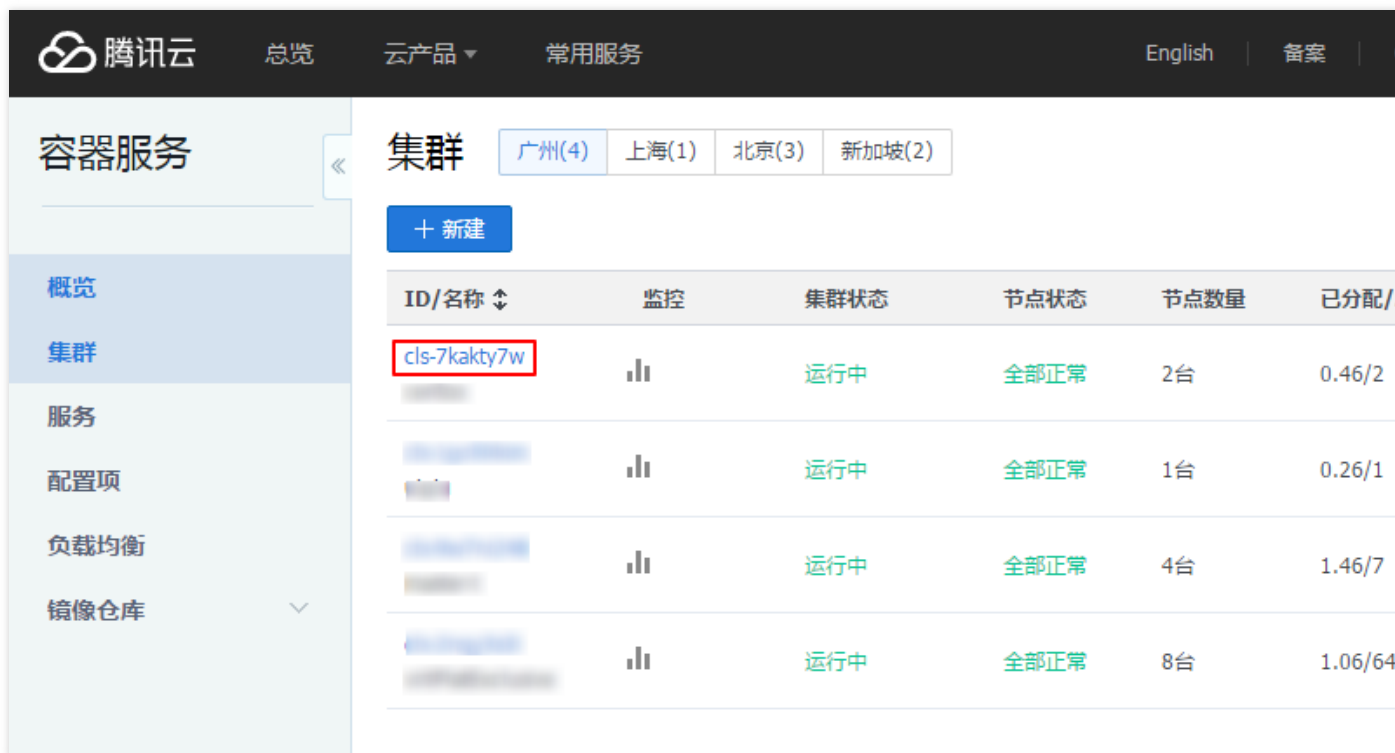 腾讯云 总览 云产品 常用服务 English 备案
容器服务
集群 广州(4) 上海(1) 北京(3) 新加坡(2)
+ 新建
概览
集群
服务
配置项
负载均衡
镜像仓库
ID/名称 监控 集群状态 节点状态 节点数量 已分配/
cls-7kakty7w
运行中 全部正常 2台 0.46/2
运行中 全部正常 1台 0.26/1
运行中 全部正常 4台 1.46/7
运行中 全部正常 8台 1.06/64